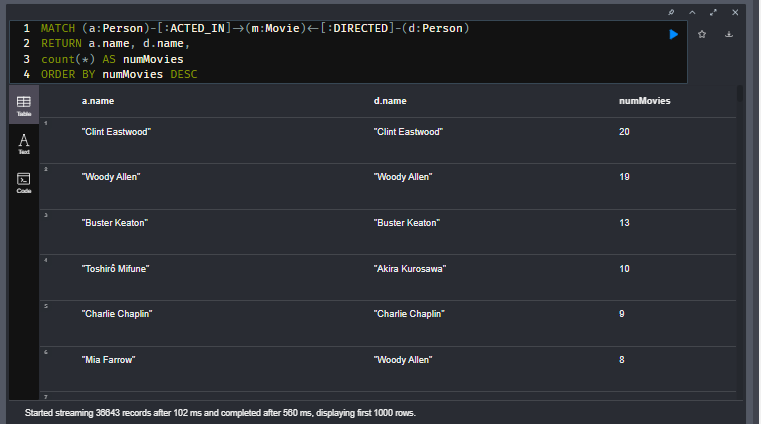 1 MATCH (a:Person)-[:ACTED_IN]→(m:Movie)←[:DIRECTED]-(d:Person)
2 RETURN a.name, d.name,
3 count(*) AS numMovies
4 ORDER BY numMovies DESC
Table
Text
Code
a.name d.name numMovies
1 "Clint Eastwood" "Clint Eastwood" 20
2 "Woody Allen" "Woody Allen" 19
3 "Buster Keaton" "Buster Keaton" 13
4 "Toshirô Mifune" "Akira Kurosawa" 10
5 "Charlie Chaplin" "Charlie Chaplin" 9
6 "Mia Farrow" "Woody Allen" 8
7
Started streaming 36643 records after 102 ms and completed after 560 ms, displaying first 1000 rows.